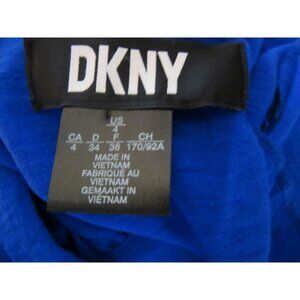 DKNY
US
4
CA D F CH
4 34 36 170/92A
MADE IN
VIETNAM
FABRIQUÉ AU
VIETNAM
GEMAAKT IN
VIETNAM